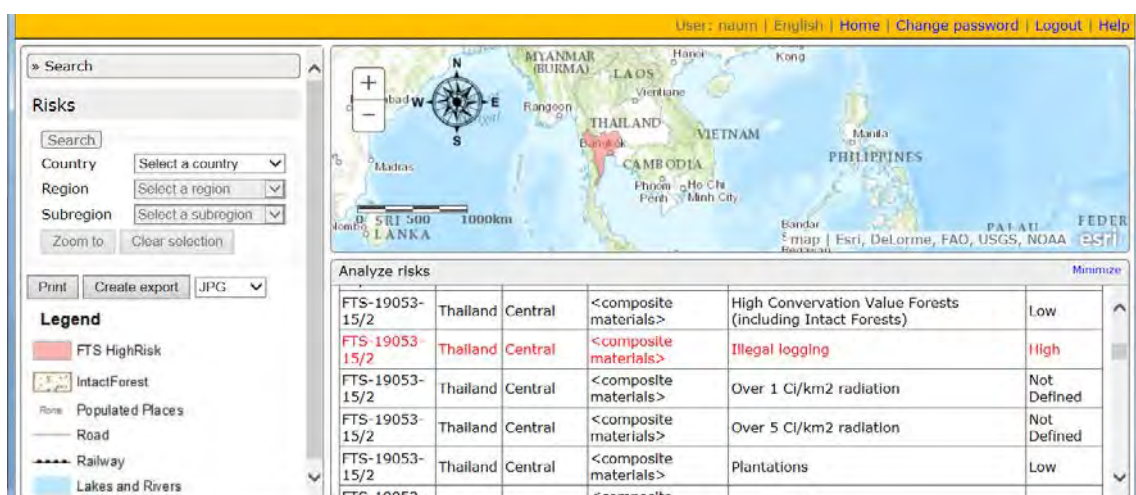 User: naum | English | Home | Change password | Logout | Help
» Search
Risks
Search
Country Select a country
Region Select a region
Subregion Select a subregion
Zoom to Clear selection
Print Create export JPG
Legend
FTS HighRisk
IntactForest
Rome Populated Places
Road
Railway
Lakes and Rivers
+
−
N
W E
S
MYANMAR
(BURMA)
Hanoi
Kong
LAOS
Vientiane
Rangoon
THAILAND
Bangkok
VIETNAM
Manila
Madras
CAMBODIA
PHILIPPINES
Phnom
Penh
Ho Chi
Minh City
0 500 1000km
SRI
LANKA
Bandar
PALAU
FEDER
map | Esri, DeLorme, FAO, USGS, NOAA esri
Analyze risks Minimize
FTS-19053-15/2 Thailand Central <composite materials> High Convervation Value Forests (including Intact Forests) Low
FTS-19053-15/2 Thailand Central <composite materials> Illegal logging High
FTS-19053-15/2 Thailand Central <composite materials> Over 1 Ci/km2 radiation Not Defined
FTS-19053-15/2 Thailand Central <composite materials> Over 5 Ci/km2 radiation Not Defined
FTS-19053-15/2 Thailand Central <composite materials> Plantations Low